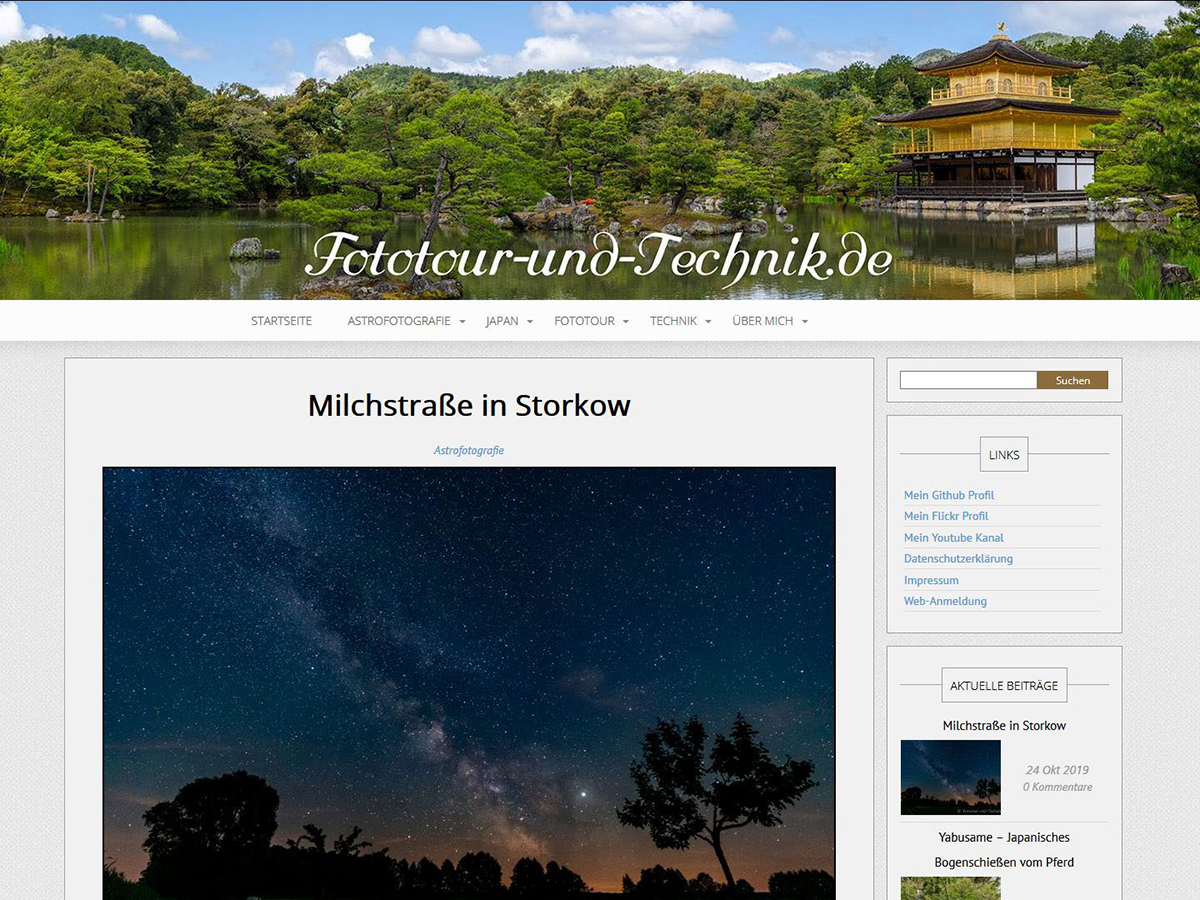 Fototour-und-Technik.de
STARTSEITE ASTROFOTOGRAFIE JAPAN FOTOTOUR TECHNIK ÜBER MICH
Milchstraße in Storkow
Astrofotografie
Suchen
LINKS
Mein Github Profil
Mein Flickr Profil
Mein Youtube Kanal
Datenschutzerklärung
Impressum
Web-Anmeldung
AKTUELLE BEITRÄGE
Milchstraße in Storkow
24 Okt 2019
0 Kommentare
Yabusame – Japanisches
Bogenschießen vom Pferd